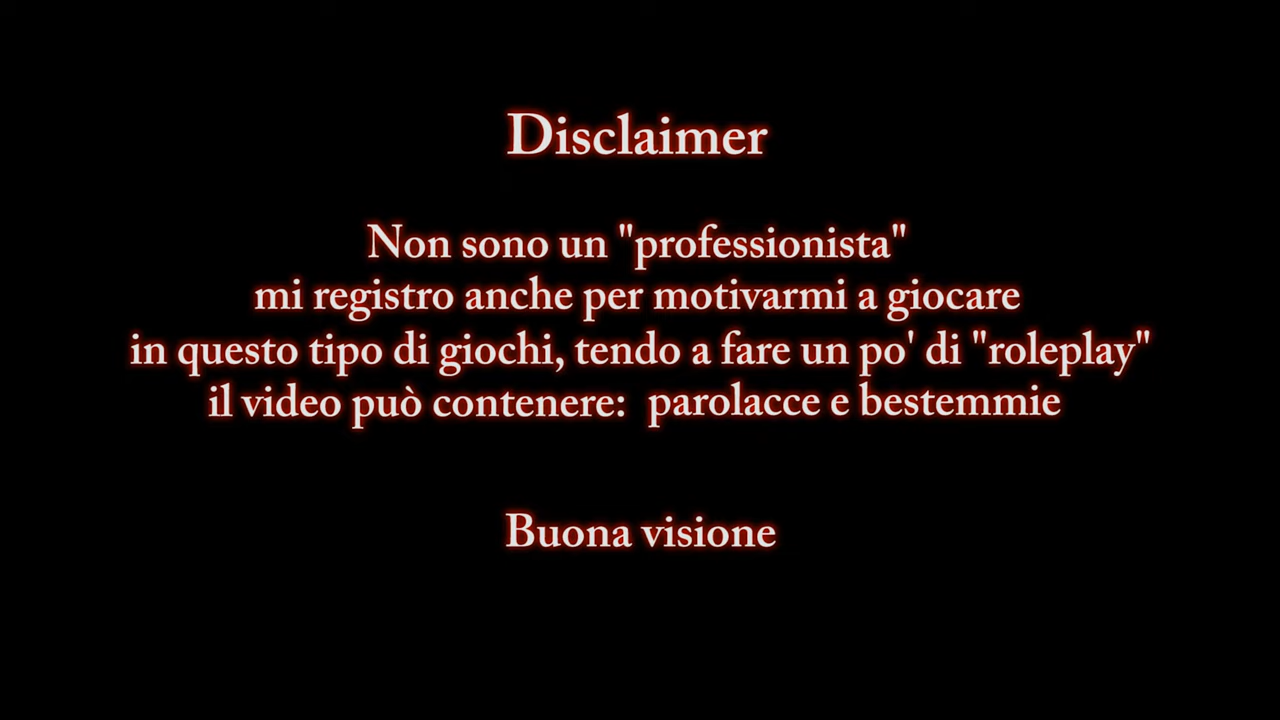 Disclaimer
Non sono un "professionista"
mi registro anche per motivarmi a giocare
in questo tipo di giochi, tendo a fare un po' di "roleplay"
il video può contenere: parolacce e bestemmie
Buona visione